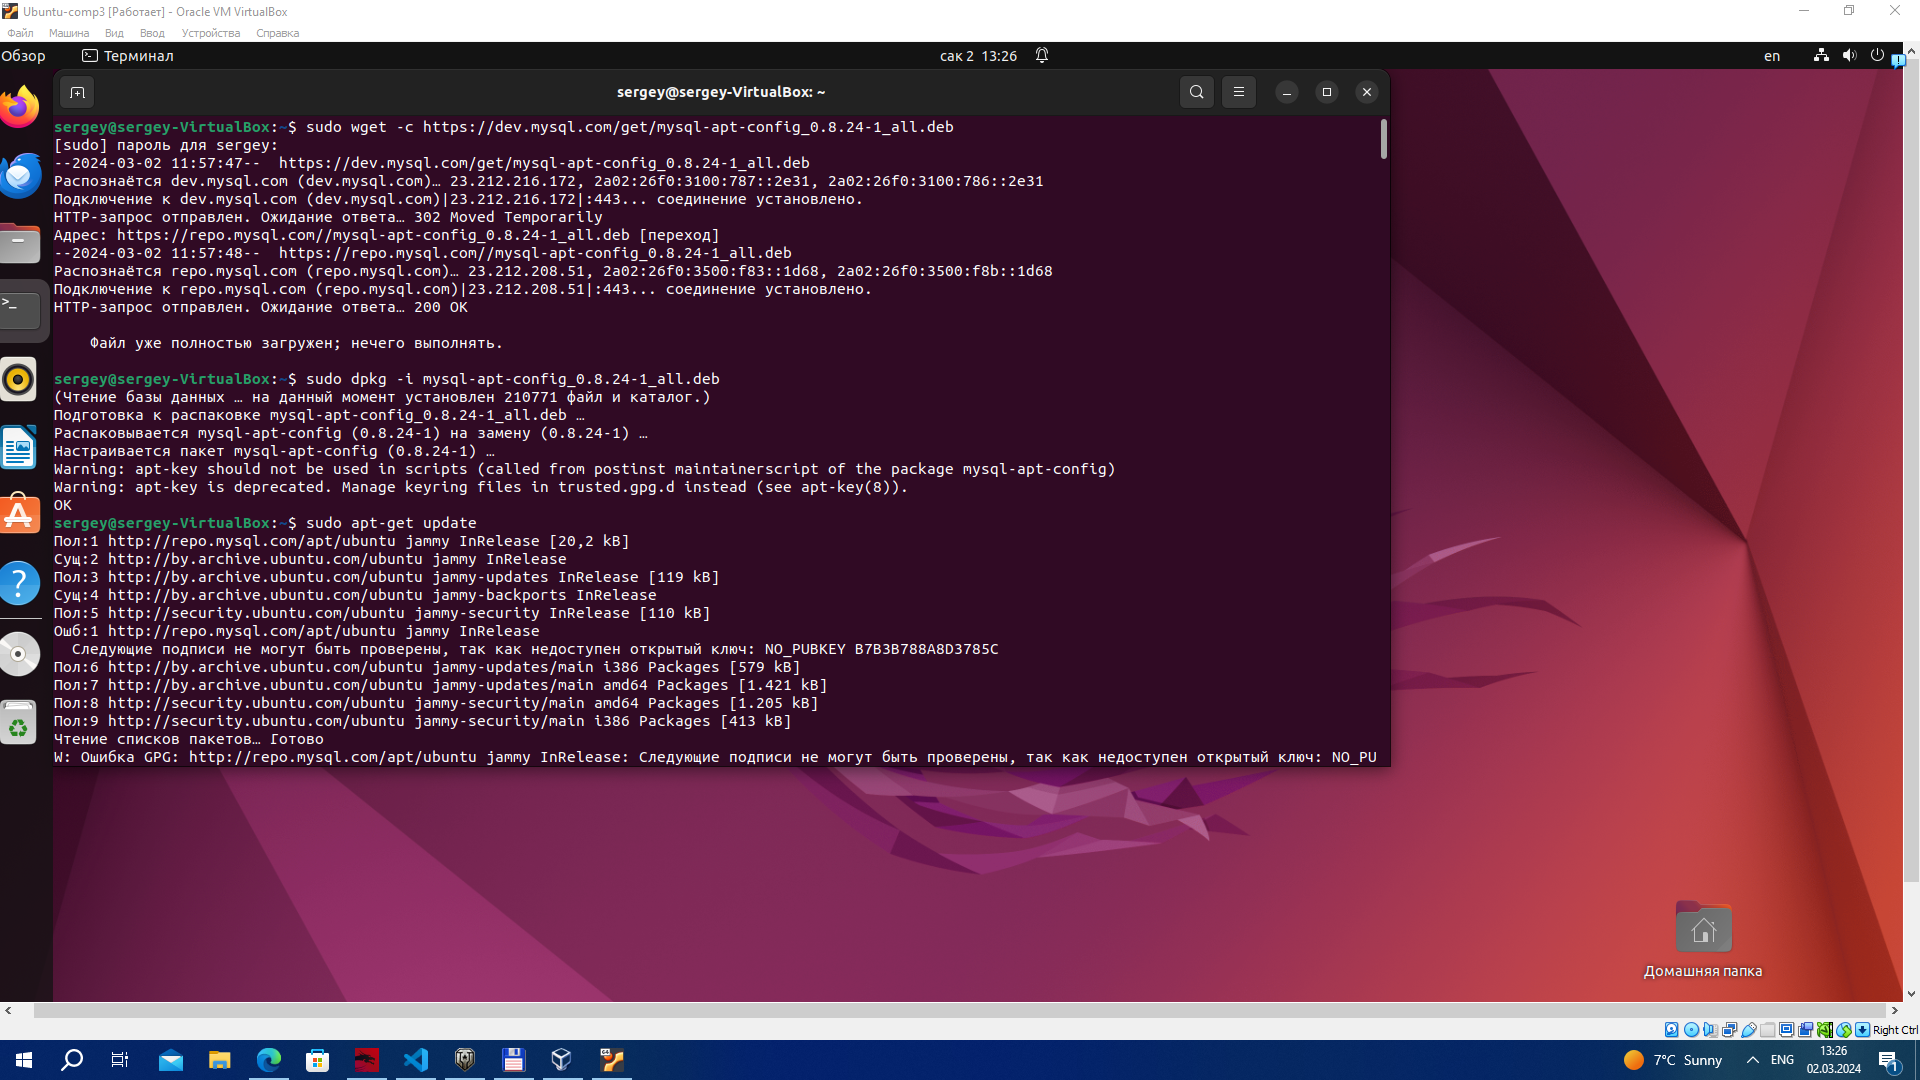 Ubuntu-comp3 [Работает] - Oracle VM VirtualBox
Файл Машина Вид Ввод Устройства Справка
Обзор Терминал сак 2 13:26 en
sergey@sergey-VirtualBox: ~
sergey@sergey-VirtualBox:~$ sudo wget -c https://dev.mysql.com/get/mysql-apt-config_0.8.24-1_all.deb
[sudo] пароль для sergey:
--2024-03-02 11:57:47--  https://dev.mysql.com/get/mysql-apt-config_0.8.24-1_all.deb
Распознаётся dev.mysql.com (dev.mysql.com)… 23.212.216.172, 2a02:26f0:3100:787::2e31, 2a02:26f0:3100:786::2e31
Подключение к dev.mysql.com (dev.mysql.com)|23.212.216.172|:443... соединение установлено.
HTTP-запрос отправлен. Ожидание ответа… 302 Moved Temporarily
Адрес: https://repo.mysql.com//mysql-apt-config_0.8.24-1_all.deb [переход]
--2024-03-02 11:57:48--  https://repo.mysql.com//mysql-apt-config_0.8.24-1_all.deb
Распознаётся repo.mysql.com (repo.mysql.com)… 23.212.208.51, 2a02:26f0:3500:f83::1d68, 2a02:26f0:3500:f8b::1d68
Подключение к repo.mysql.com (repo.mysql.com)|23.212.208.51|:443... соединение установлено.
HTTP-запрос отправлен. Ожидание ответа… 200 OK
Файл уже полностью загружен; нечего выполнять.
sergey@sergey-VirtualBox:~$ sudo dpkg -i mysql-apt-config_0.8.24-1_all.deb
(Чтение базы данных … на данный момент установлен 210771 файл и каталог.)
Подготовка к распаковке mysql-apt-config_0.8.24-1_all.deb …
Распаковывается mysql-apt-config (0.8.24-1) на замену (0.8.24-1) …
Настраивается пакет mysql-apt-config (0.8.24-1) …
Warning: apt-key should not be used in scripts (called from postinst maintainerscript of the package mysql-apt-config)
Warning: apt-key is deprecated. Manage keyring files in trusted.gpg.d instead (see apt-key(8)).
OK
sergey@sergey-VirtualBox:~$ sudo apt-get update
Пол:1 http://repo.mysql.com/apt/ubuntu jammy InRelease [20,2 kB]
Сущ:2 http://by.archive.ubuntu.com/ubuntu jammy InRelease
Пол:3 http://by.archive.ubuntu.com/ubuntu jammy-updates InRelease [119 kB]
Сущ:4 http://by.archive.ubuntu.com/ubuntu jammy-backports InRelease
Пол:5 http://security.ubuntu.com/ubuntu jammy-security InRelease [110 kB]
Ошб:1 http://repo.mysql.com/apt/ubuntu jammy InRelease
Следующие подписи не могут быть проверены, так как недоступен открытый ключ: NO_PUBKEY B7B3B788A8D3785C
Пол:6 http://by.archive.ubuntu.com/ubuntu jammy-updates/main i386 Packages [579 kB]
Пол:7 http://by.archive.ubuntu.com/ubuntu jammy-updates/main amd64 Packages [1.421 kB]
Пол:8 http://security.ubuntu.com/ubuntu jammy-security/main amd64 Packages [1.205 kB]
Пол:9 http://security.ubuntu.com/ubuntu jammy-security/main i386 Packages [413 kB]
Чтение списков пакетов… Готово
W: Ошибка GPG: http://repo.mysql.com/apt/ubuntu jammy InRelease: Следующие подписи не могут быть проверены, так как недоступен открытый ключ: NO_PU
Домашняя папка
Right Ctrl
7°C Sunny ENG 13:26
02.03.2024
1